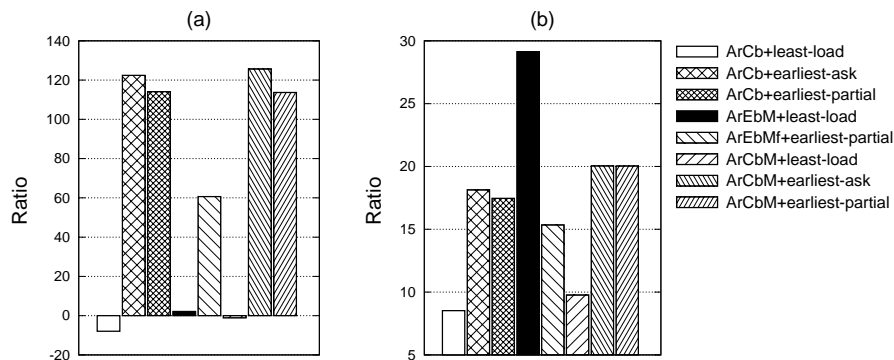 (a)
140
120
100
80
60
40
20
0
-20
Ratio
(b)
30
25
20
15
10
5
Ratio
ArCb+least-load
ArCb+earliest-ask
ArCb+earliest-partial
ArEbM+least-load
ArEbMf+earliest-partial
ArCbM+least-load
ArCbM+earliest-ask
ArCbM+earliest-partial